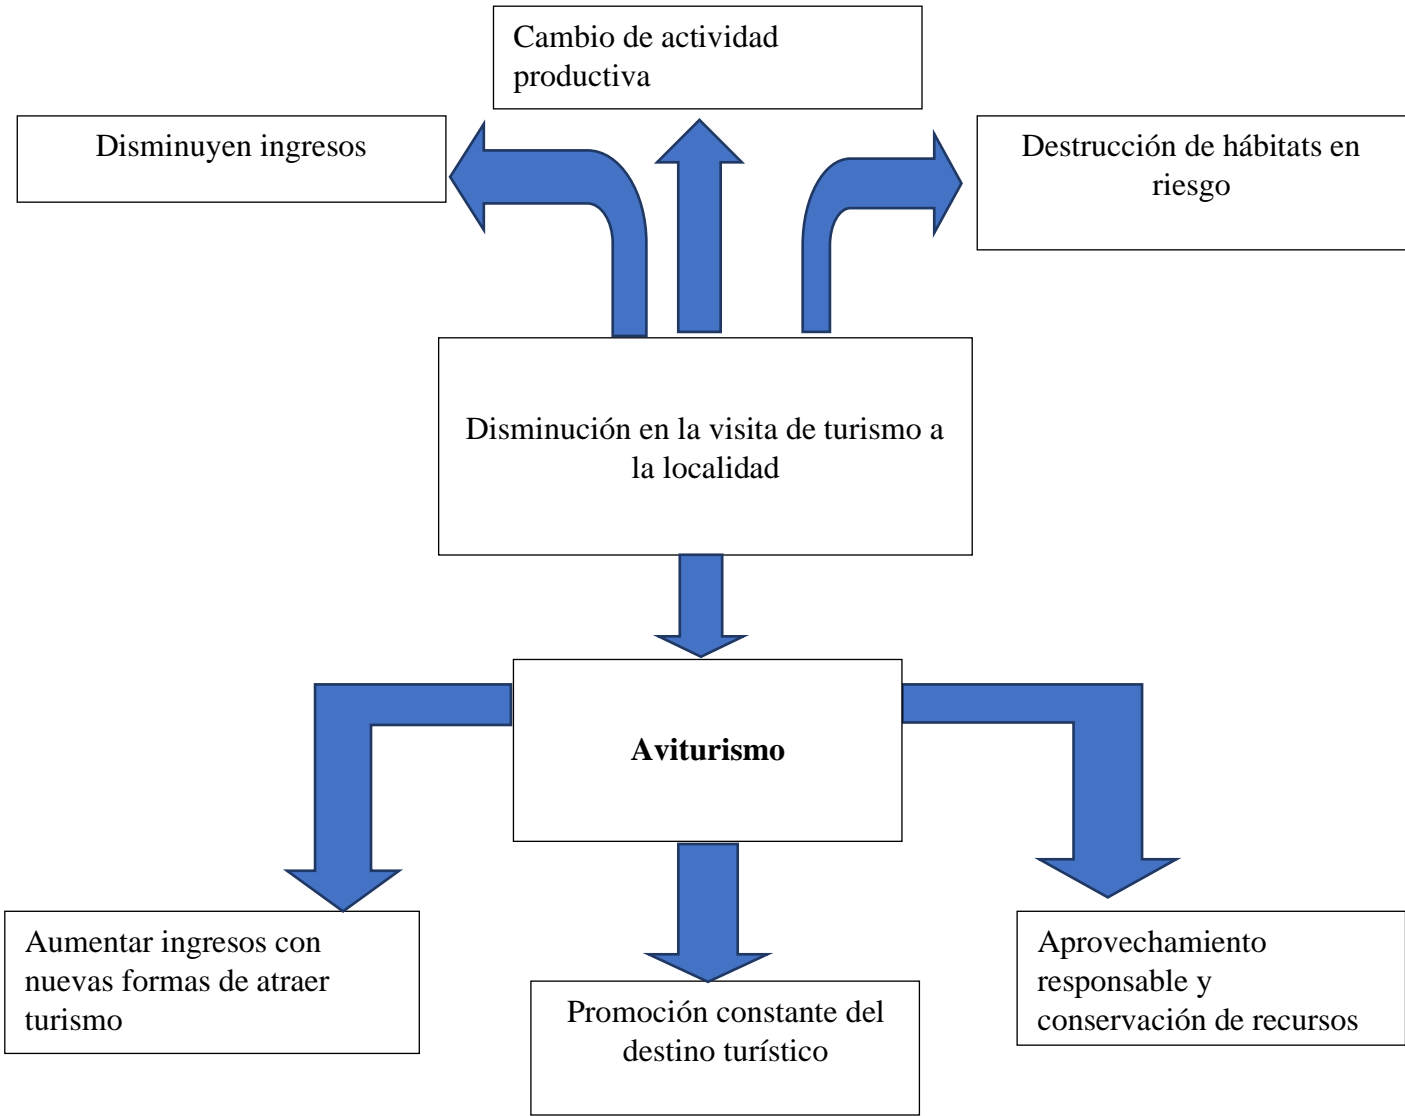 Cambio de actividad
productiva
Disminuyen ingresos
Destrucción de hábitats en
riesgo
Disminución en la visita de turismo a
la localidad
Aviturismo
Aumentar ingresos con
nuevas formas de atraer
turismo
Promoción constante del
destino turístico
Aprovechamiento
responsable y
conservación de recursos